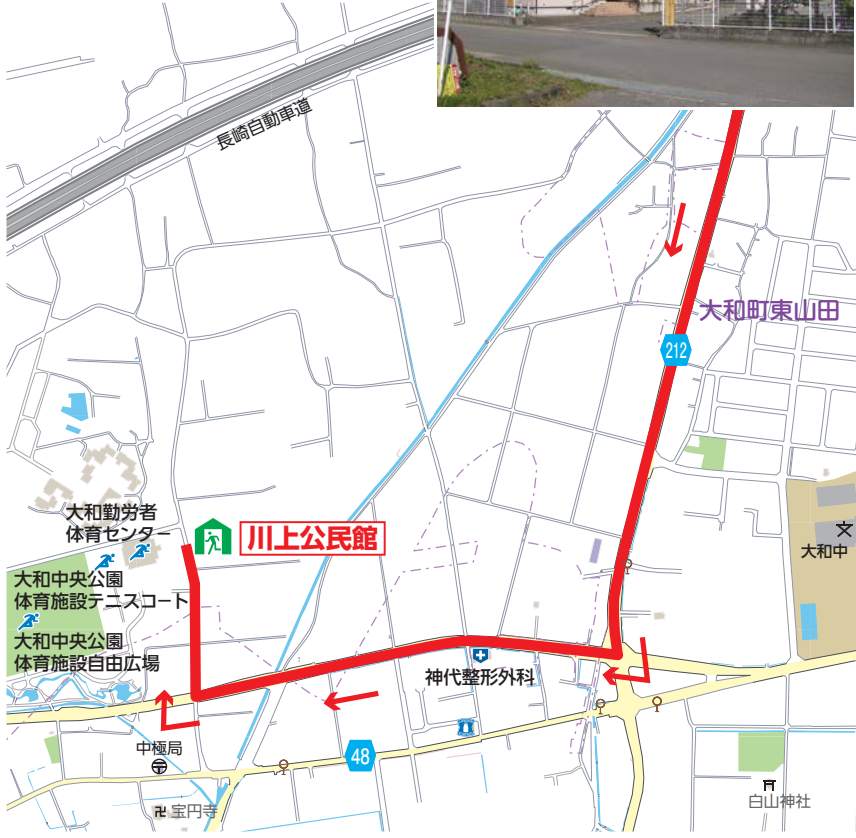 長崎自動車道
大和町東山田
212
大和勤労者
体育センター
川上公民館
大和中
大和中央公園
体育施設テニスコート
大和中央公園
体育施設自由広場
神代整形外科
中極局
48
宝円寺
白山神社